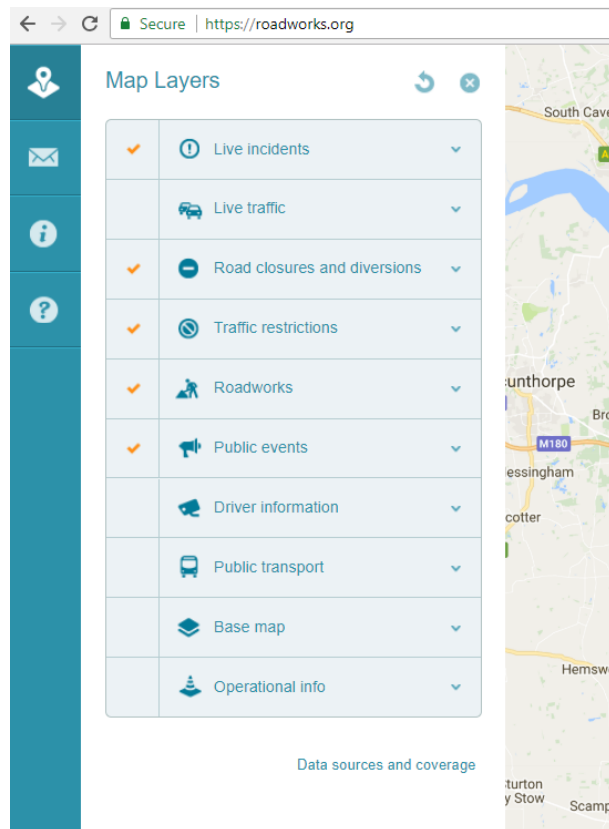 Secure | https://roadworks.org
Map Layers
Live incidents
Live traffic
Road closures and diversions
Traffic restrictions
Roadworks
Public events
Driver information
Public transport
Base map
Operational info
Data sources and coverage
South Cave
A
unthorpe
Bro
M180
essingham
cotter
Hemswe
turton
y Stow
Scamp